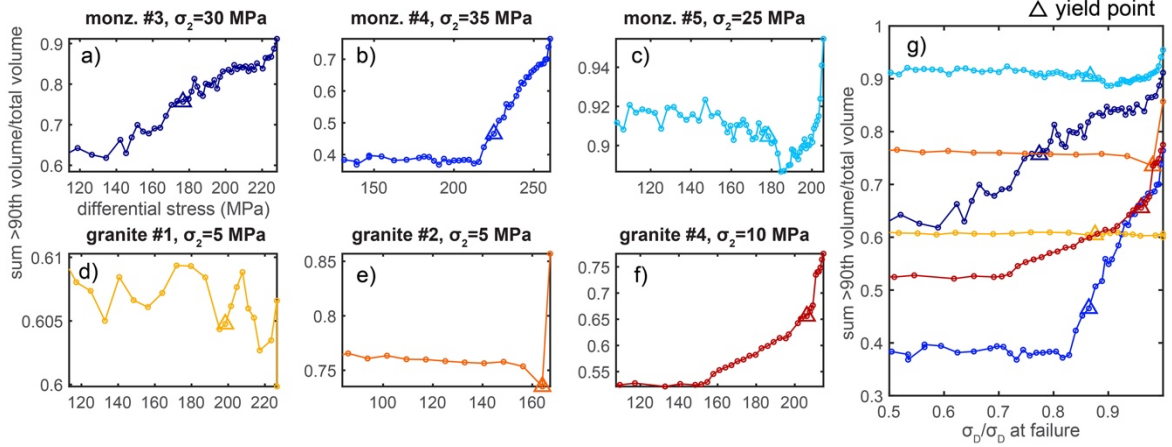 monz. #3, σ2=30 MPa
monz. #4, σ2=35 MPa
monz. #5, σ2=25 MPa
△ yield point
sum >90th volume/total volume
a)
0.9
0.8
0.7
0.6
120 140 160 180 200 220
differential stress (MPa)
b)
0.7
0.6
0.5
0.4
140 200 250
c)
0.94
0.92
0.9
100 120 140 160 180 200
granite #1, σ2=5 MPa
granite #2, σ2=5 MPa
granite #4, σ2=10 MPa
d)
0.61
0.605
0.6
120 140 160 180 200 220
e)
0.85
0.8
0.75
100 120 140 160
f)
0.75
0.7
0.65
0.6
0.55
120 140 160 180 200
g)
sum >90th volume/total volume
1
0.9
0.8
0.7
0.6
0.5
0.4
0.3
0.5 0.6 0.7 0.8 0.9
σD/σD at failure